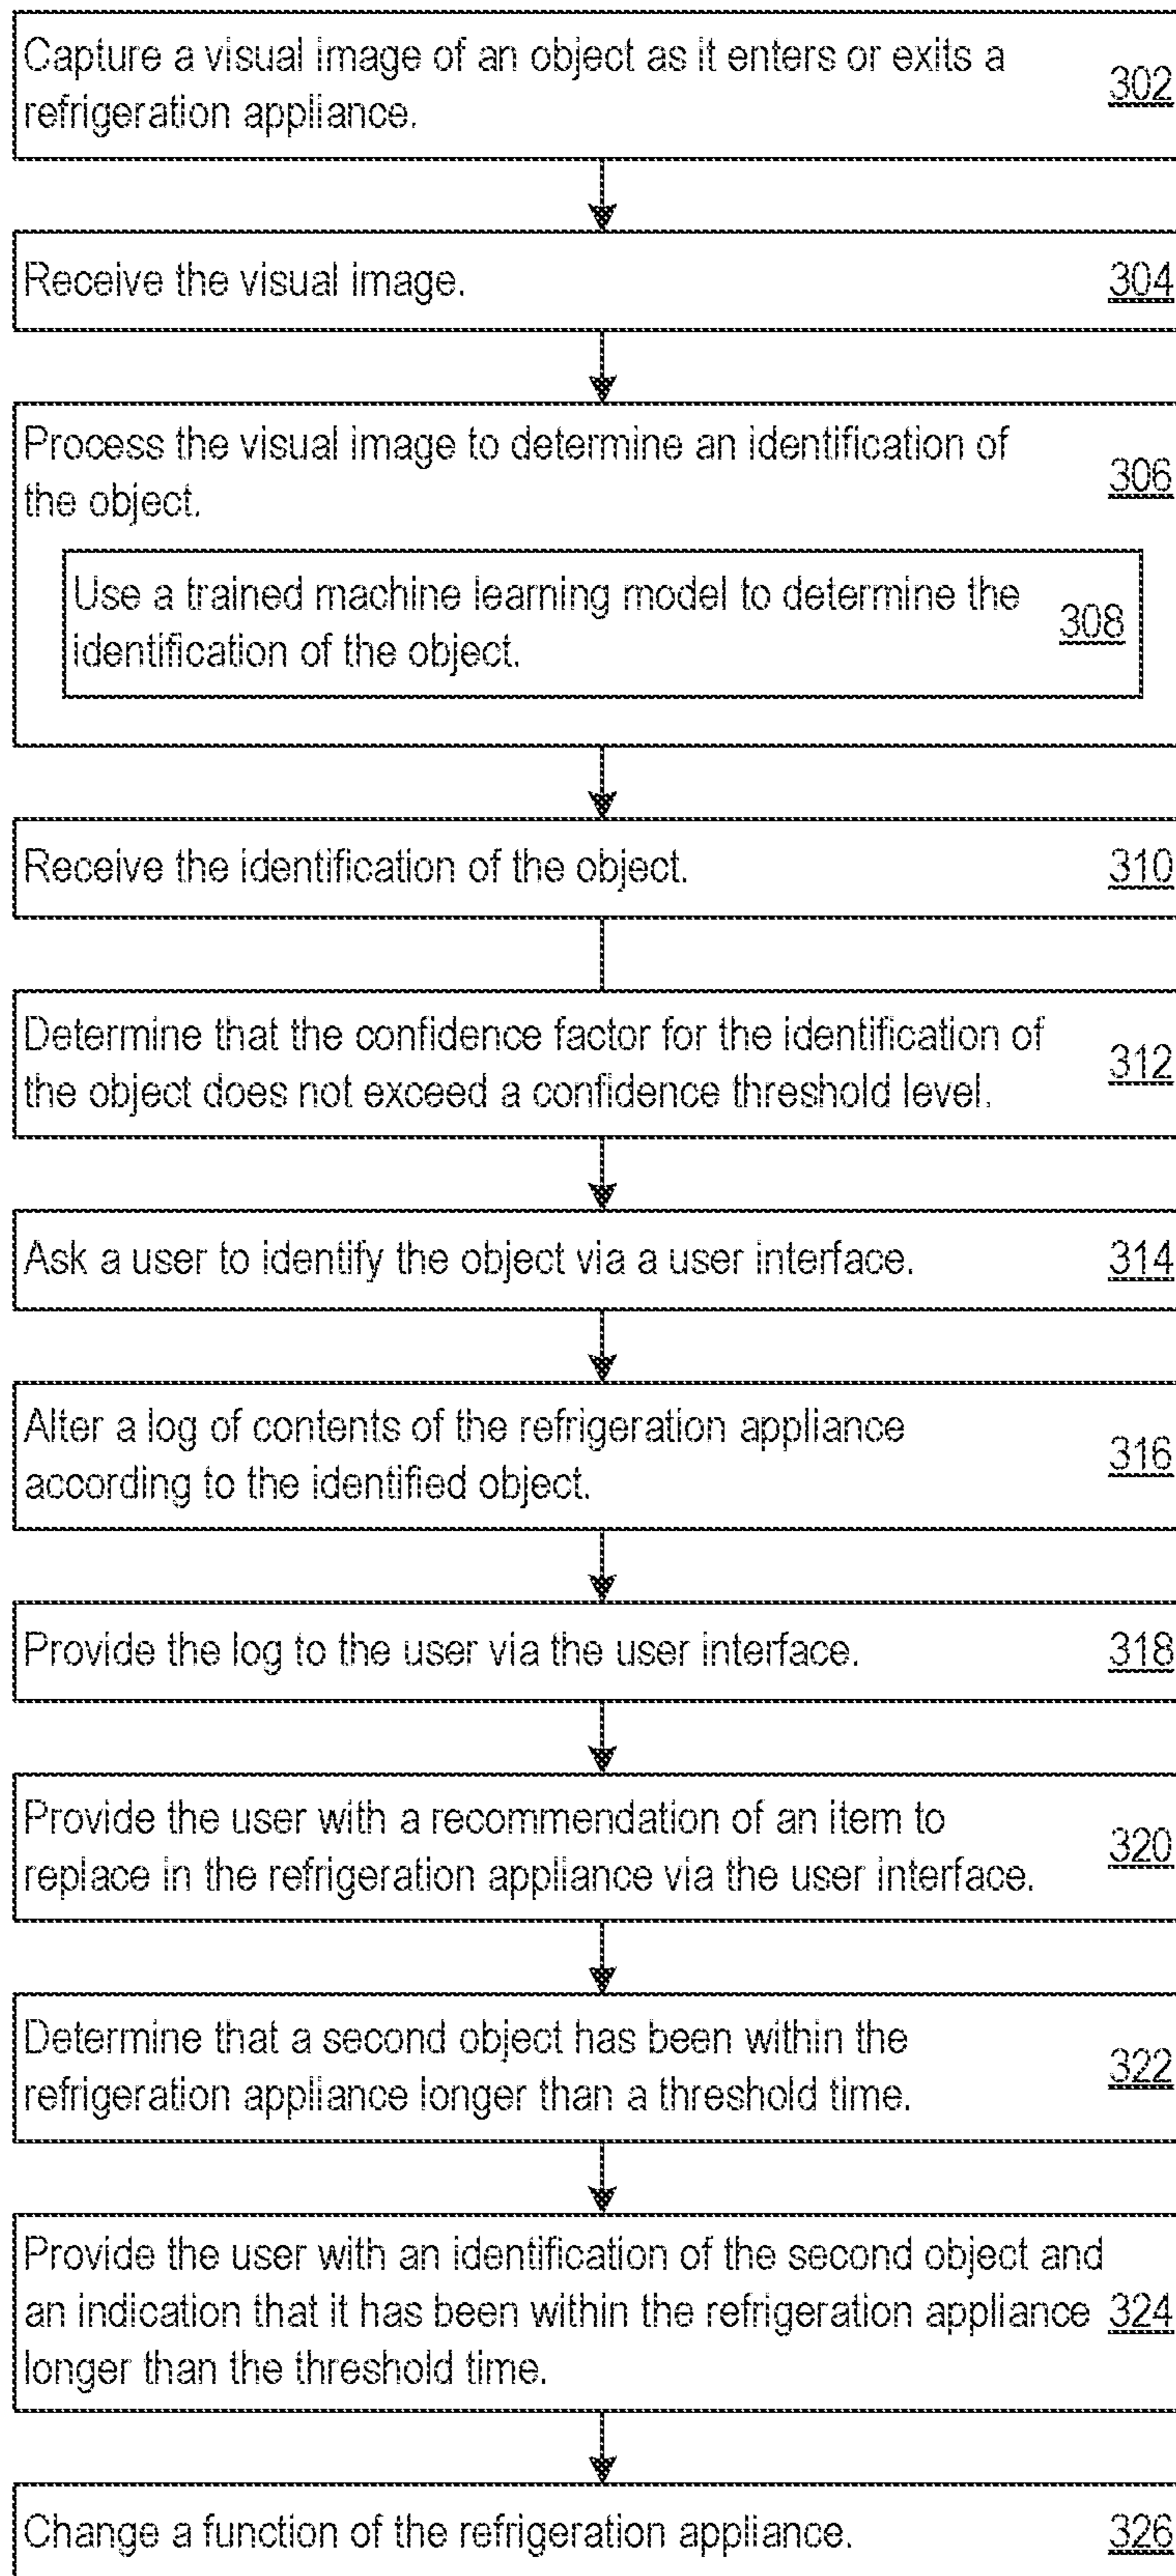 Capture a visual image of an object as it enters or exits a
refrigeration appliance.
302
Receive the visual image.
304
Process the visual image to determine an identification of
the object.
306
Use a trained machine learning model to determine the
identification of the object.
308
Receive the identification of the object.
310
Determine that the confidence factor for the identification of
the object does not exceed a confidence threshold level.
312
Ask a user to identify the object via a user interface.
314
Alter a log of contents of the refrigeration appliance
according to the identified object.
316
Provide the log to the user via the user interface.
318
Provide the user with a recommendation of an item to
replace in the refrigeration appliance via the user interface.
320
Determine that a second object has been within the
refrigeration appliance longer than a threshold time.
322
Provide the user with an identification of the second object and
an indication that it has been within the refrigeration appliance
longer than the threshold time.
324
Change a function of the refrigeration appliance.
326